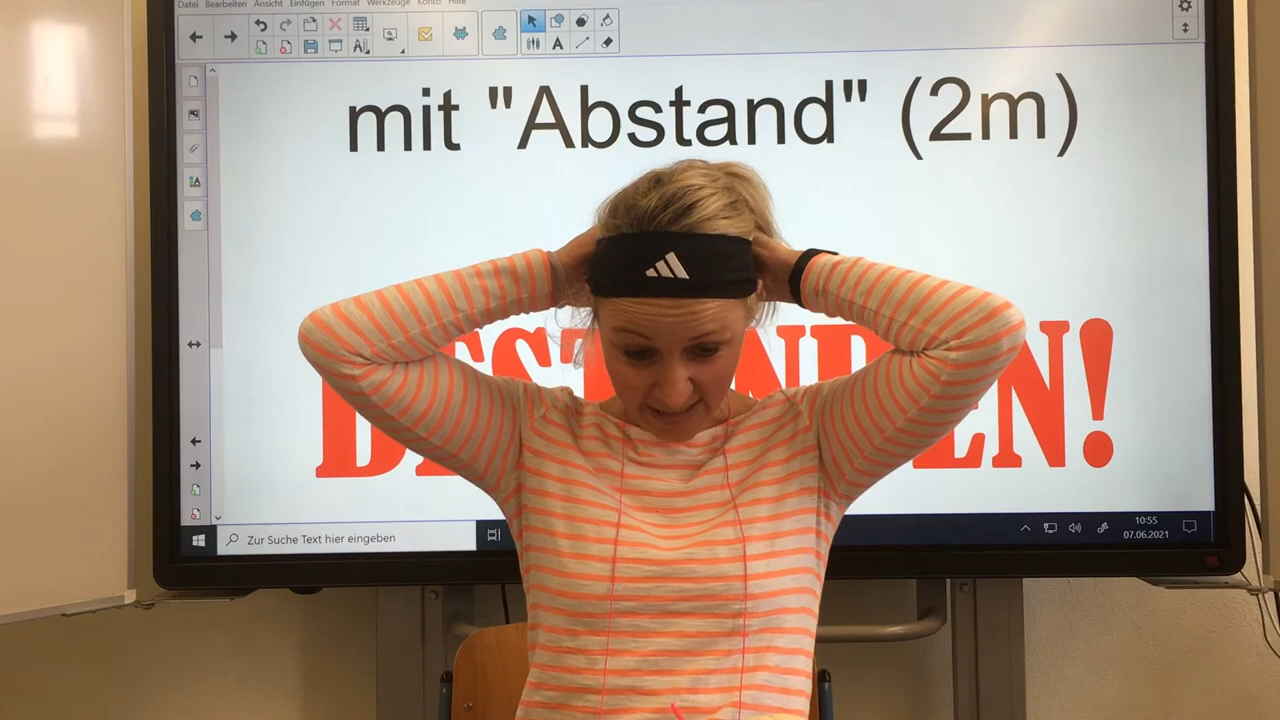 Datei Bearbeiten Ansicht Einfügen Format Werkzeuge Konto Hilfe
mit "Abstand" (2m)
Zur Suche Text hier eingeben
10:55
07.06.2021